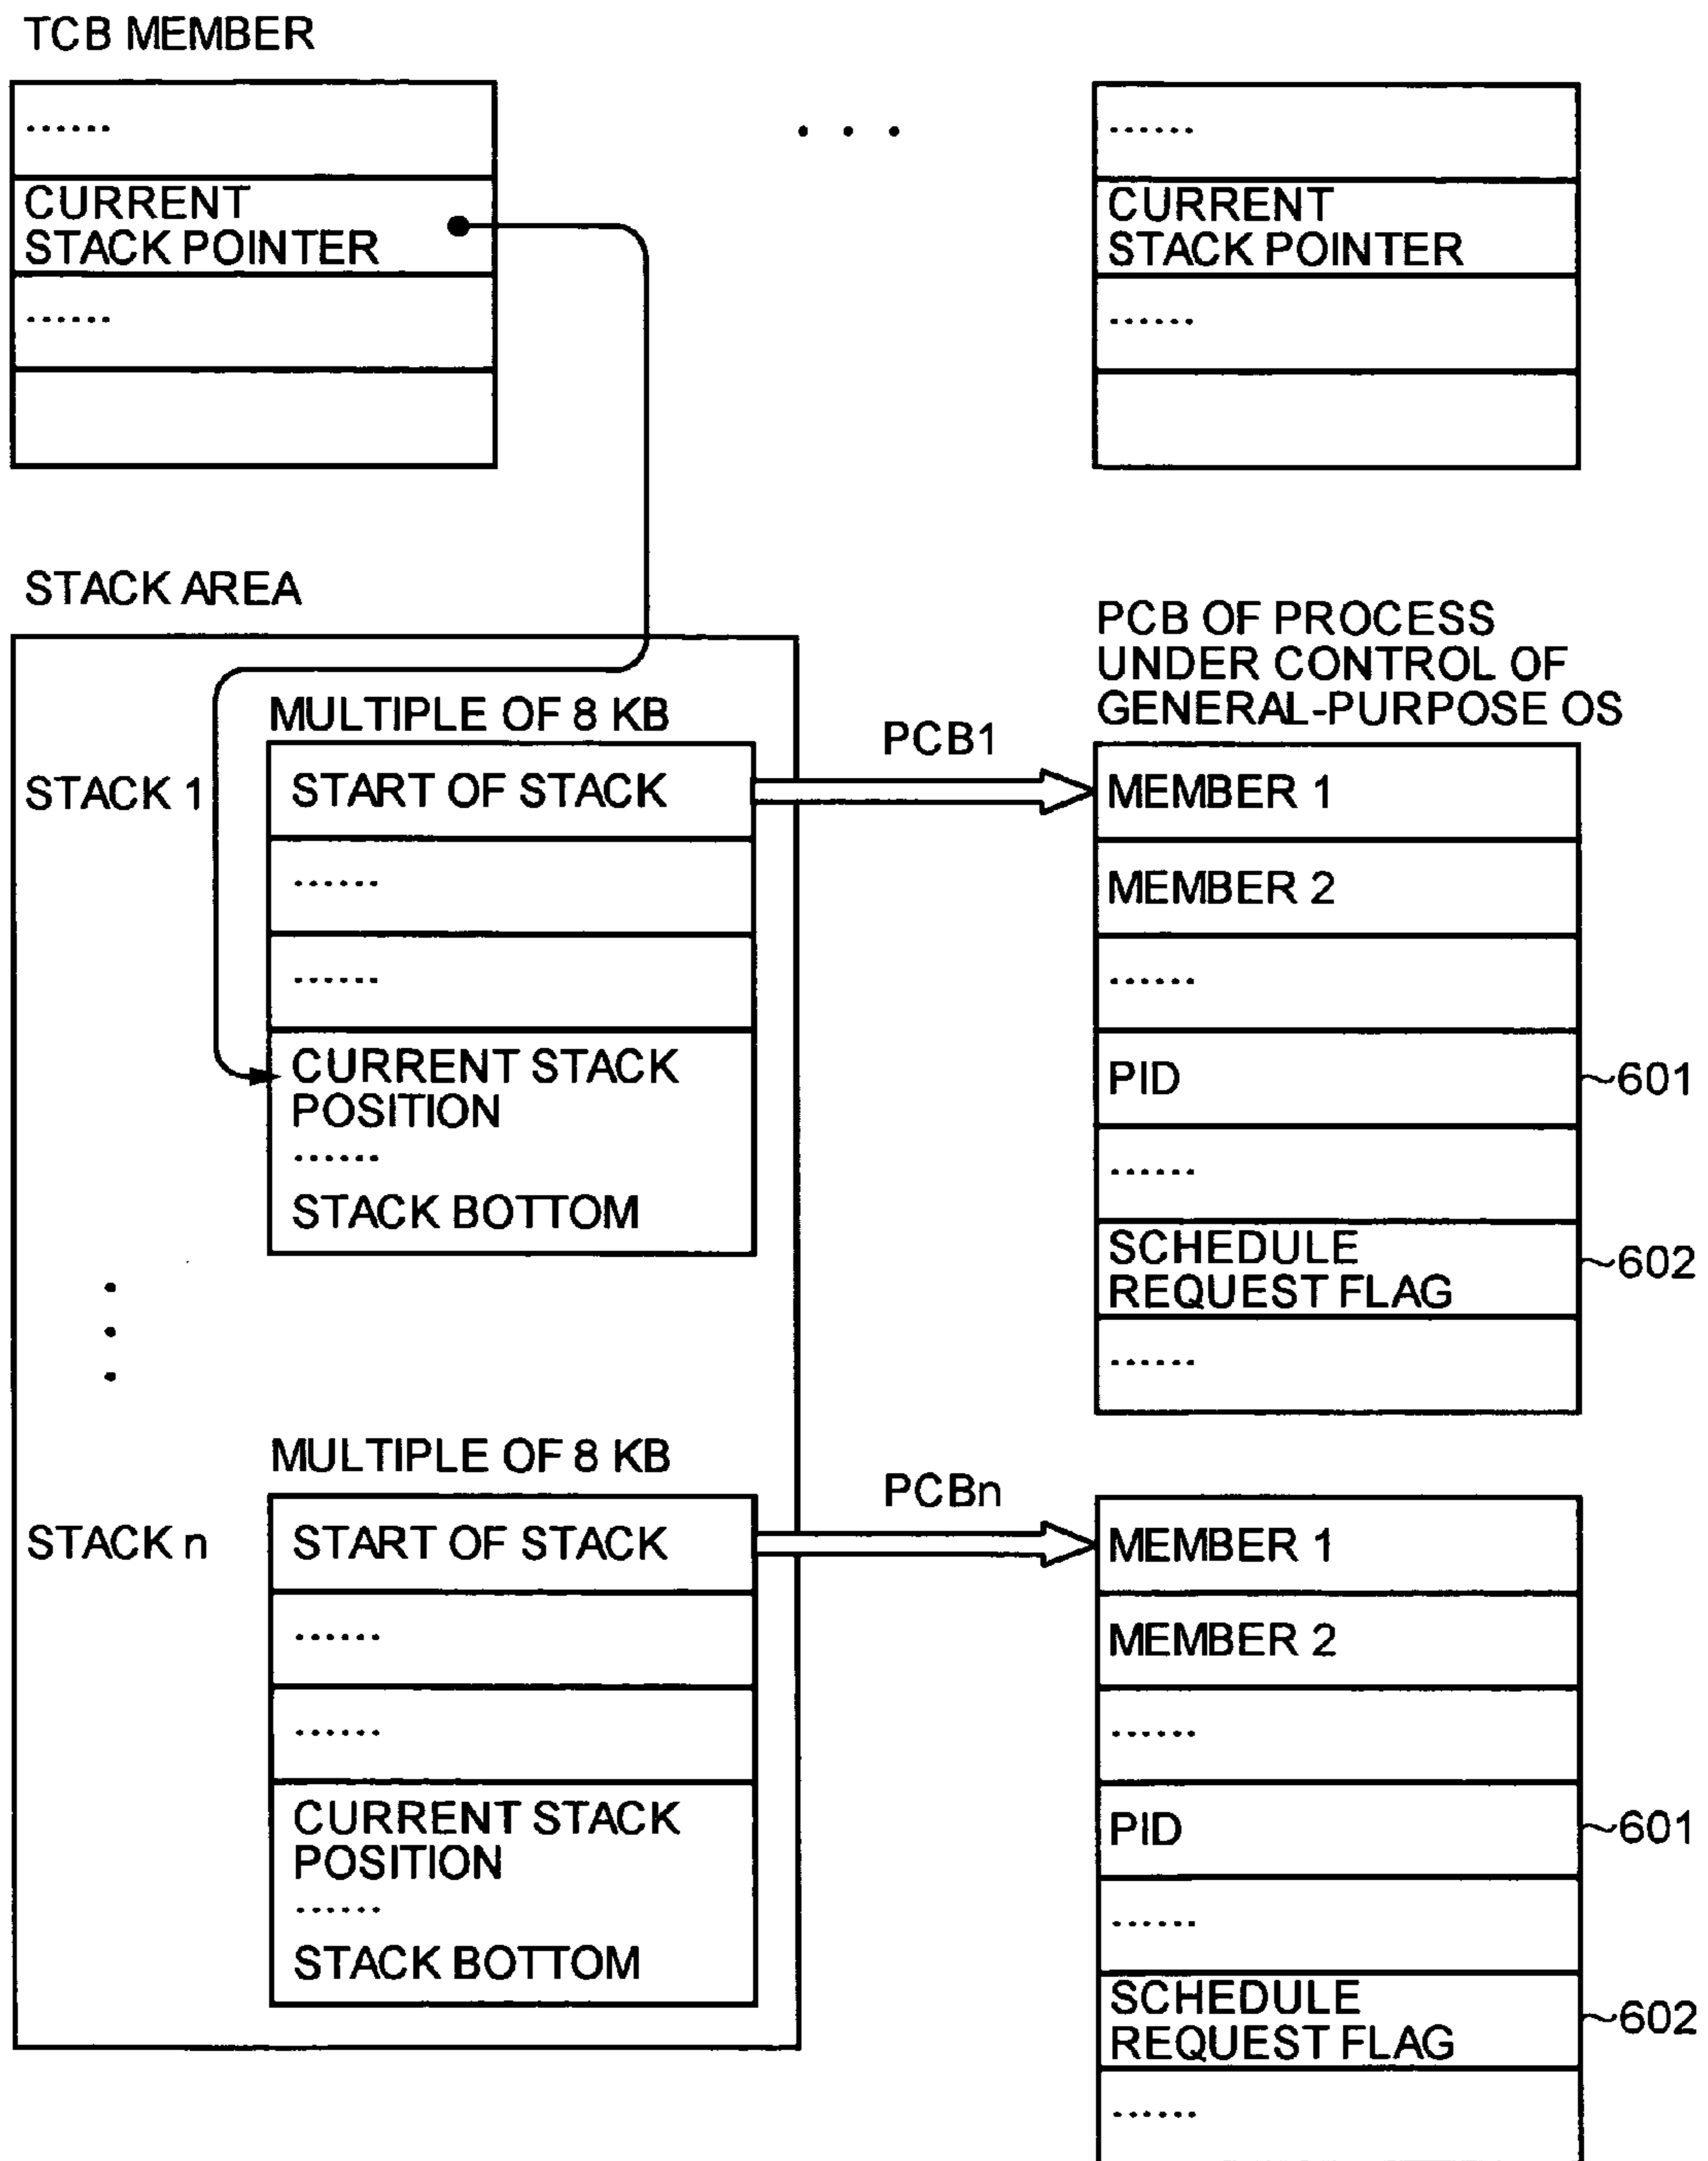 TCB MEMBER
......
CURRENT
STACK POINTER
......
. . .
......
CURRENT
STACK POINTER
......
STACK AREA
STACK 1
MULTIPLE OF 8 KB
START OF STACK
......
......
CURRENT STACK
POSITION
......
STACK BOTTOM
PCB1
PCB OF PROCESS
UNDER CONTROL OF
GENERAL-PURPOSE OS
MEMBER 1
MEMBER 2
......
PID
~601
......
SCHEDULE
REQUEST FLAG
~602
......
.
.
.
STACK n
MULTIPLE OF 8 KB
START OF STACK
......
......
CURRENT STACK
POSITION
......
STACK BOTTOM
PCBn
MEMBER 1
MEMBER 2
......
PID
~601
......
SCHEDULE
REQUEST FLAG
~602
......